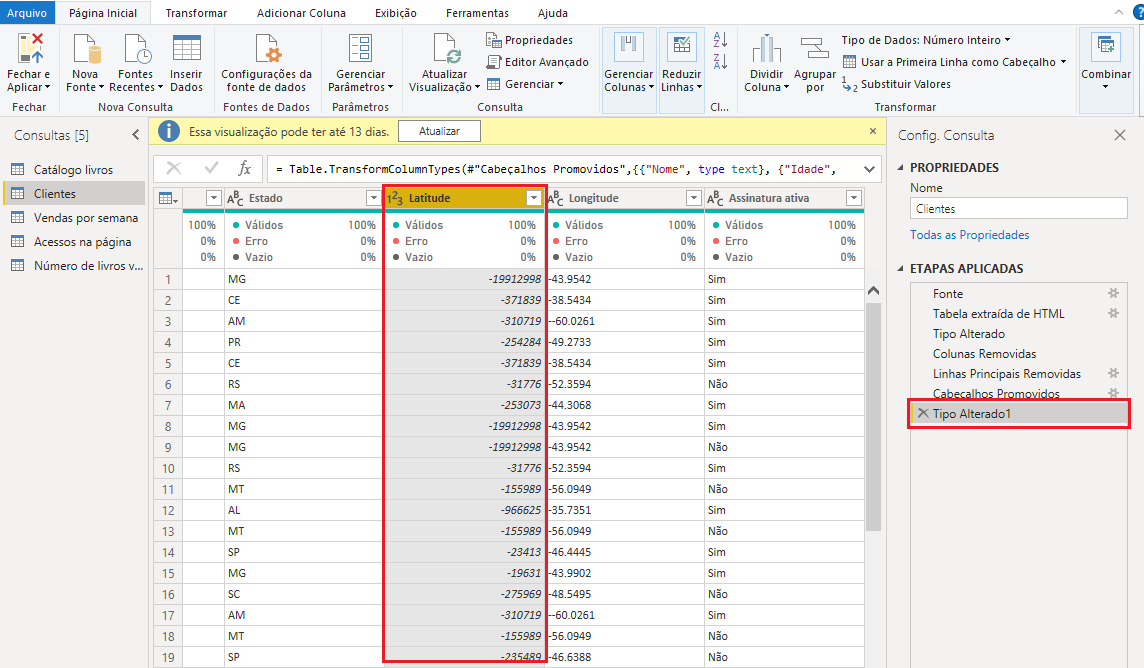 Arquivo Página Inicial Transformar Adicionar Coluna Exibição Ferramentas Ajuda
Fechar e Aplicar
Fechar
Nova Fonte
Fontes Recentes
Inserir Dados
Nova Consulta
Configurações da fonte de dados
Fontes de Dados
Gerenciar Parâmetros
Parâmetros
Atualizar Visualização
Propriedades
Editor Avançado
Gerenciar
Consulta
Gerenciar Colunas
Reduzir Linhas
Cl...
Dividir Coluna
Agrupar por
Tipo de Dados: Número Inteiro
Usar a Primeira Linha como Cabeçalho
Substituir Valores
Transformar
Combinar
Consultas [5]
Catálogo livros
Clientes
Vendas por semana
Acessos na página
Número de livros v...
Essa visualização pode ter até 13 dias. Atualizar
= Table.TransformColumnTypes(#"Cabeçalhos Promovidos",{{"Nome", type text}, {"Idade",
Estado Latitude Longitude Assinatura ativa
100% Válidos 100% Válidos 100% Válidos 100% Válidos 100%
0% Erro 0% Erro 0% Erro 0% Erro 0%
0% Vazio 0% Vazio 0% Vazio 0% Vazio 0%
1 MG -19912998 -43.9542 Sim
2 CE -371839 -38.5434 Sim
3 AM -310719 --60.0261 Sim
4 PR -254284 -49.2733 Sim
5 CE -371839 -38.5434 Sim
6 RS -31776 -52.3594 Não
7 MA -253073 -44.3068 Sim
8 MG -19912998 -43.9542 Sim
9 MG -19912998 -43.9542 Não
10 RS -31776 -52.3594 Sim
11 MT -155989 -56.0949 Não
12 AL -966625 -35.7351 Sim
13 MT -155989 -56.0949 Não
14 SP -23413 -46.4445 Sim
15 MG -19631 -43.9902 Sim
16 SC -275969 -48.5495 Não
17 AM -310719 --60.0261 Sim
18 MT -155989 -56.0949 Não
19 SP -235489 -46.6388 Não
Config. Consulta
PROPRIEDADES
Nome
Clientes
Todas as Propriedades
ETAPAS APLICADAS
Fonte
Tabela extraída de HTML
Tipo Alterado
Colunas Removidas
Linhas Principais Removidas
Cabeçalhos Promovidos
Tipo Alterado1